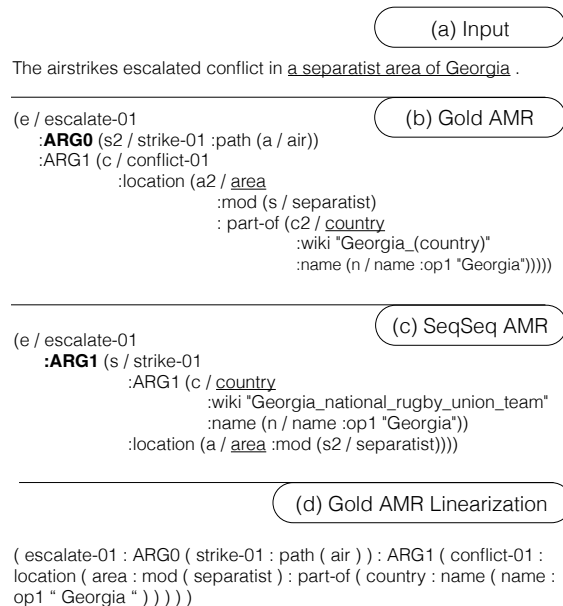 (a) Input
The airstrikes escalated conflict in a separatist area of Georgia .
(b) Gold AMR
(e / escalate-01
:ARG0 (s2 / strike-01 :path (a / air))
:ARG1 (c / conflict-01
:location (a2 / area
:mod (s / separatist)
: part-of (c2 / country
:wiki "Georgia_(country)"
:name (n / name :op1 "Georgia")))))
(c) SeqSeq AMR
(e / escalate-01
:ARG1 (s / strike-01
:ARG1 (c / country
:wiki "Georgia_national_rugby_union_team"
:name (n / name :op1 "Georgia"))
:location (a / area :mod (s2 / separatist))))
(d) Gold AMR Linearization
( escalate-01 : ARG0 ( strike-01 : path ( air ) ) : ARG1 ( conflict-01 :
location ( area : mod ( separatist ) : part-of ( country : name ( name :
op1 “ Georgia “ ) ) ) ) )